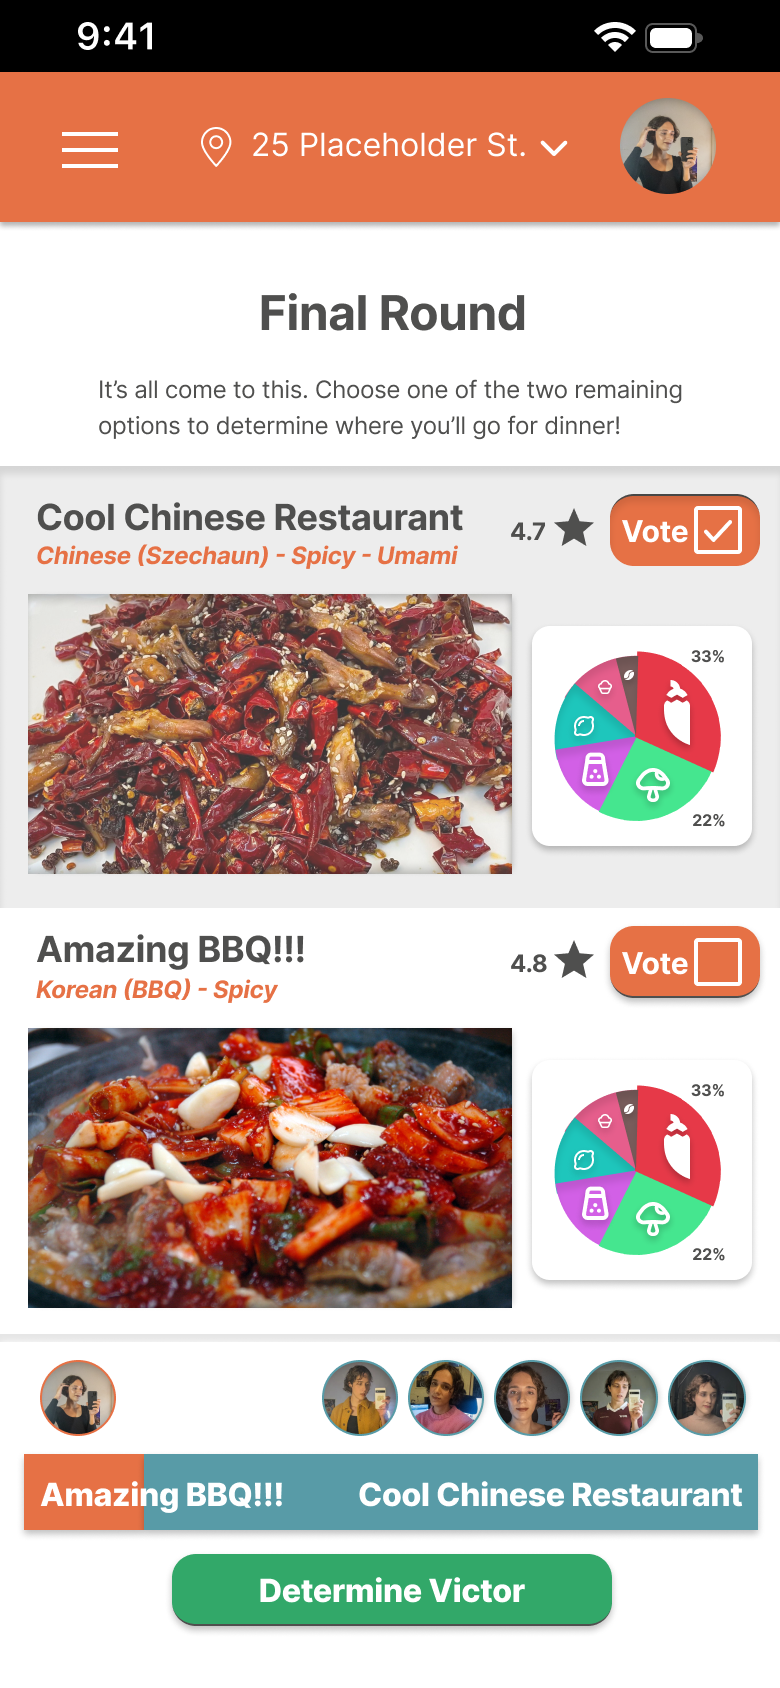 9:41
25 Placeholder St.
Final Round
It's all come to this. Choose one of the two remaining
options to determine where you'll go for dinner!
Cool Chinese Restaurant
4.7
Vote
Chinese (Szechaun) - Spicy - Umami
33%
22%
Amazing BBQ!!!
4.8
Vote
Korean (BBQ) - Spicy
33%
22%
Amazing BBQ!!!
Cool Chinese Restaurant
Determine Victor